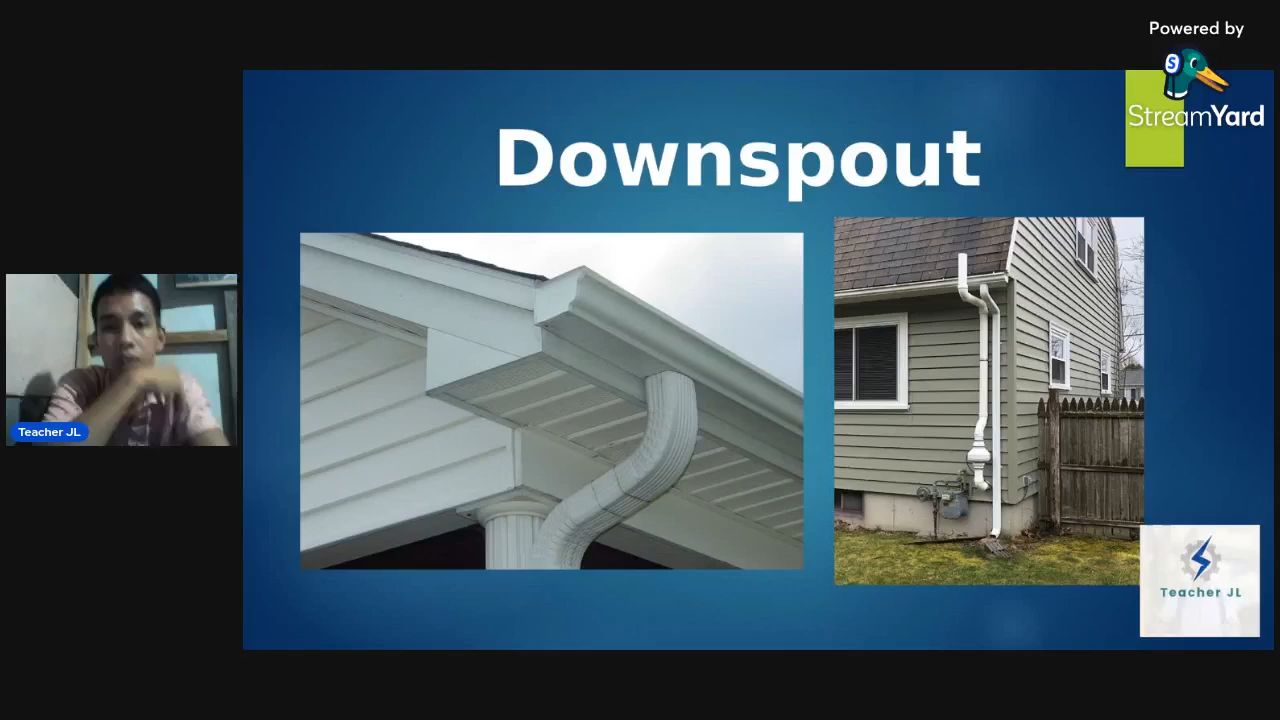 Powered by
S
StreamYard
Downspout
Teacher JL
Teacher JL